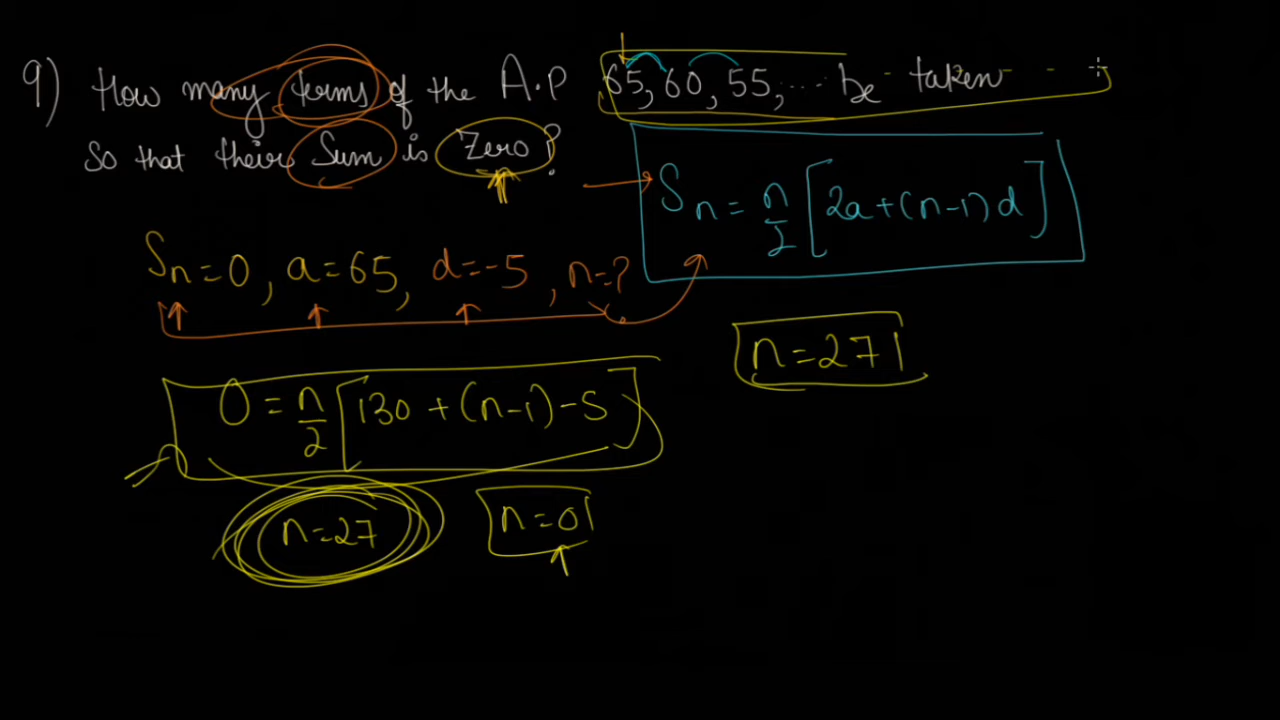 9) How many terms of the A.P 65, 60, 55, ... be taken
So that their Sum is Zero?
Sn = n/2 [2a+(n-1)d]
Sn=0, a=65, d=-5, n=?
n=27
0 = n/2 [130 + (n-1) -5]
n=27 n=0